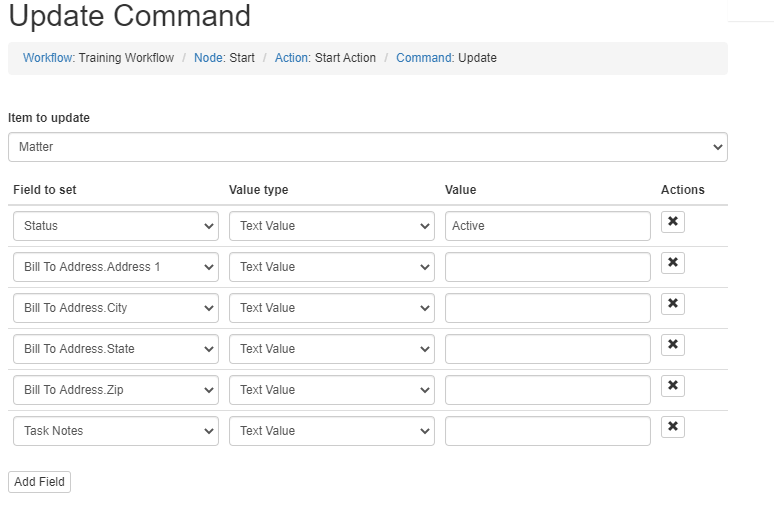 Update Command
Workflow: Training Workflow / Node: Start / Action: Start Action / Command: Update
Item to update
Matter
Field to set Value type Value Actions
Status Text Value Active
Bill To Address.Address 1 Text Value
Bill To Address.City Text Value
Bill To Address.State Text Value
Bill To Address.Zip Text Value
Task Notes Text Value
Add Field